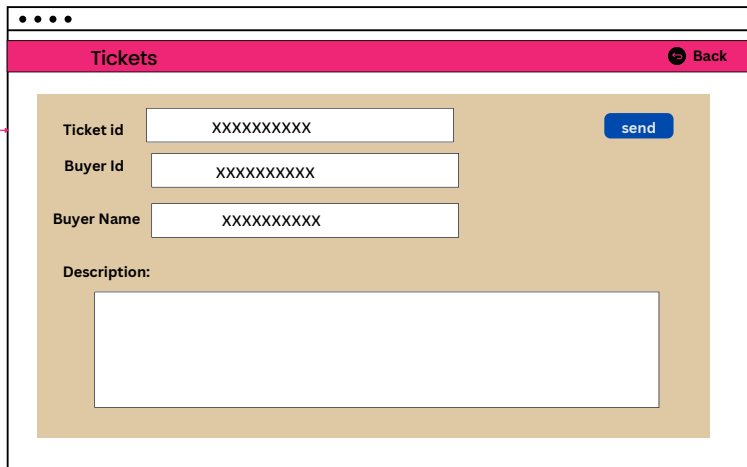 Tickets
Back
Ticket id XXXXXXXXXX send
Buyer Id XXXXXXXXXX
Buyer Name XXXXXXXXXX
Description: